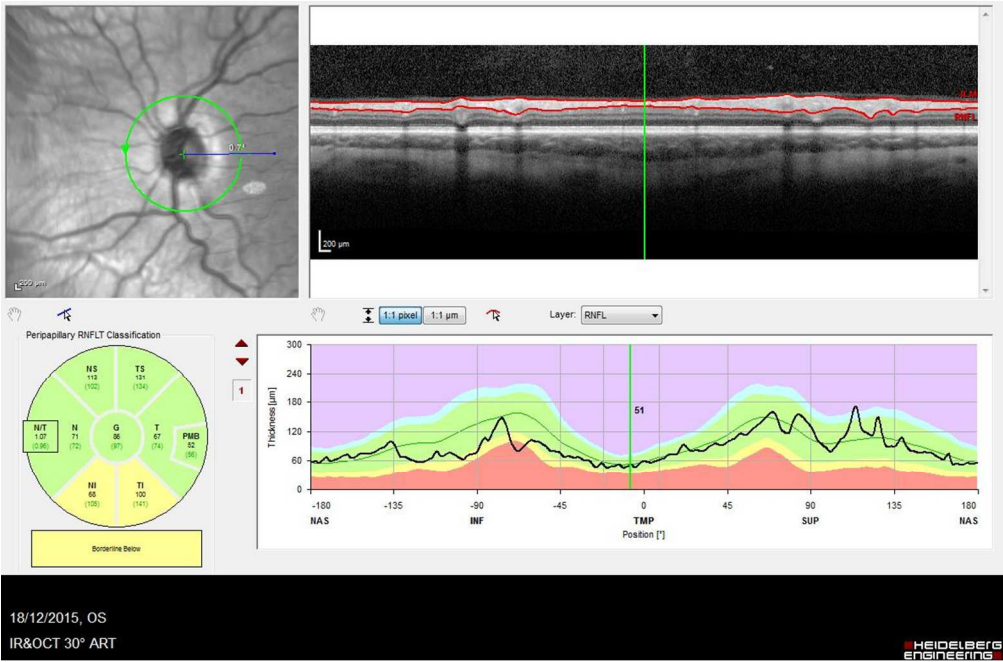 0.7°
200 µm
ILM
RNFL
200 µm
1:1 pixel
1:1 µm
Layer:
RNFL
Peripapillary RNFLT Classification
NS
113
(102)
TS
131
(134)
N/T
1.07
(0.96)
N
71
(72)
G
86
(97)
T
67
(74)
PMB
52
(56)
NI
68
(108)
TI
100
(141)
Borderline Below
1
Thickness [µm]
300
240
180
120
60
0
51
-180
-135
-90
-45
0
45
90
135
180
NAS
INF
TMP
SUP
NAS
Position [°]
18/12/2015, OS
IR&OCT 30° ART
HEIDELBERG
ENGINEERING